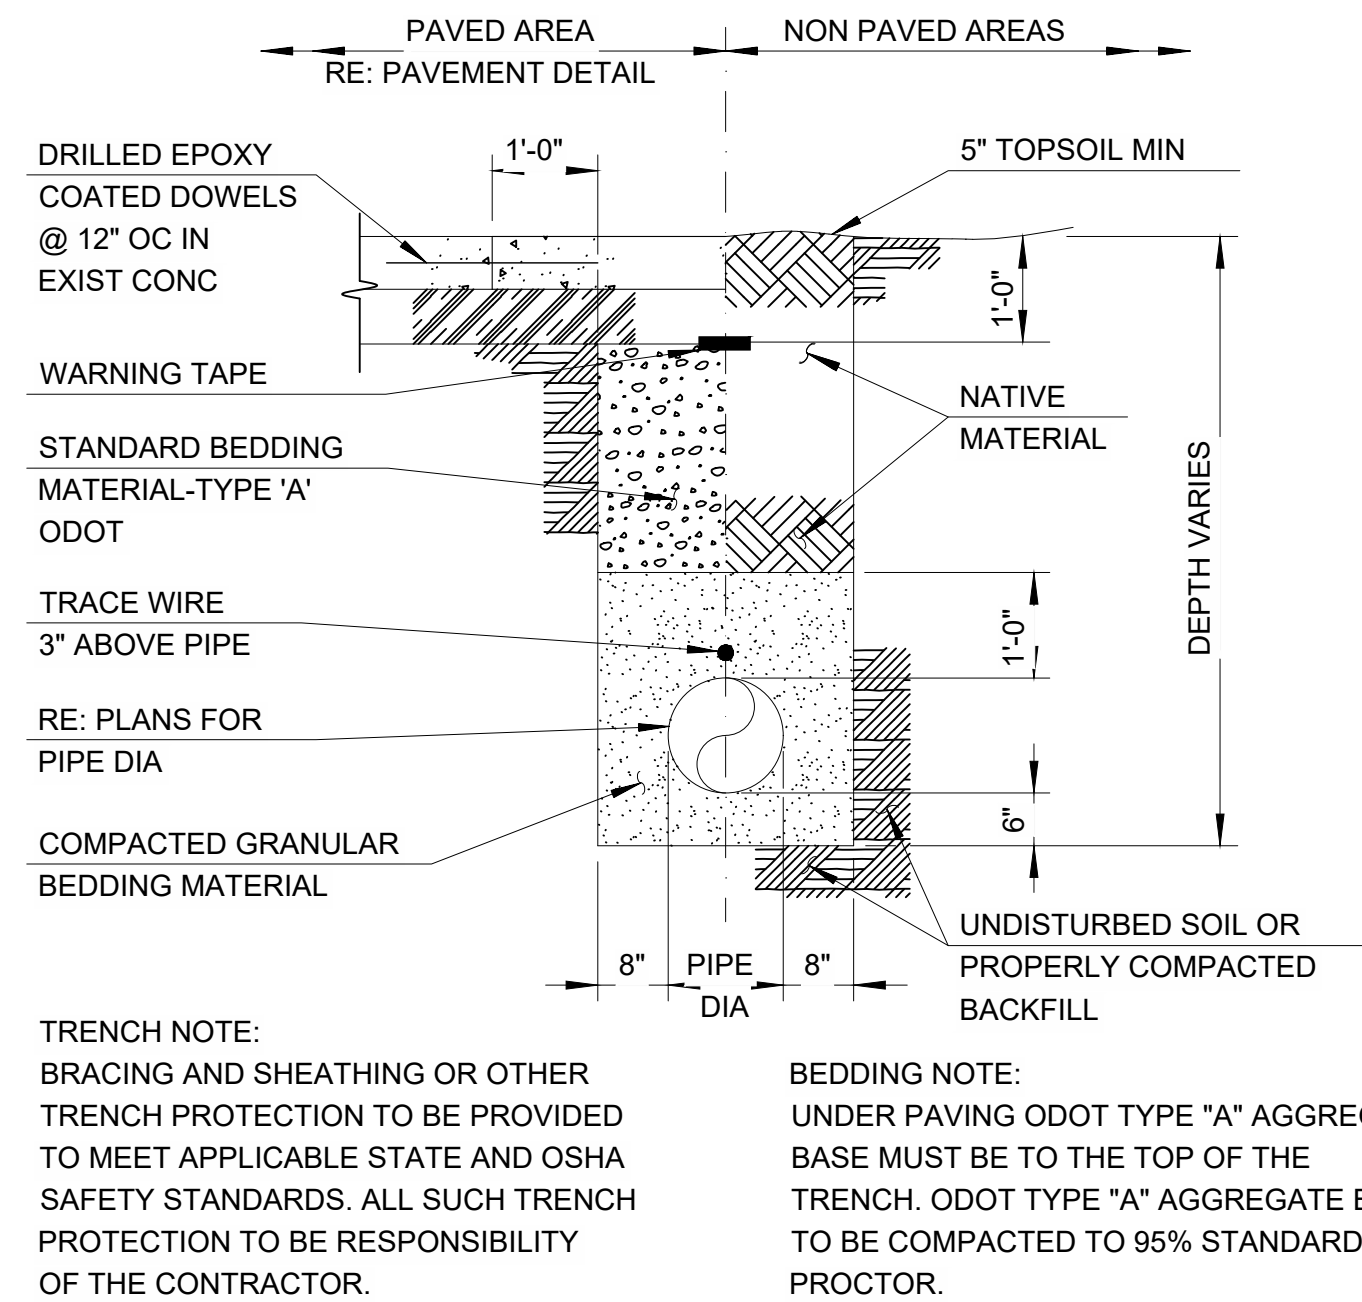 PAVED AREA
RE: PAVEMENT DETAIL
NON PAVED AREAS
DRILLED EPOXY
COATED DOWELS
@ 12" OC IN
EXIST CONC
1'-0"
5" TOPSOIL MIN
1'-0"
WARNING TAPE
NATIVE
MATERIAL
STANDARD BEDDING
MATERIAL-TYPE 'A'
ODOT
DEPTH VARIES
TRACE WIRE
3" ABOVE PIPE
1'-0"
RE: PLANS FOR
PIPE DIA
6"
COMPACTED GRANULAR
BEDDING MATERIAL
8"
PIPE
DIA
8"
UNDISTURBED SOIL OR
PROPERLY COMPACTED
BACKFILL
TRENCH NOTE:
BRACING AND SHEATHING OR OTHER
TRENCH PROTECTION TO BE PROVIDED
TO MEET APPLICABLE STATE AND OSHA
SAFETY STANDARDS. ALL SUCH TRENCH
PROTECTION TO BE RESPONSIBILITY
OF THE CONTRACTOR.
BEDDING NOTE:
UNDER PAVING ODOT TYPE "A"
BASE MUST BE TO THE TOP OF THE
TRENCH. ODOT TYPE "A" AGGREGATE
TO BE COMPACTED TO 95% STANDARD
PROCTOR.